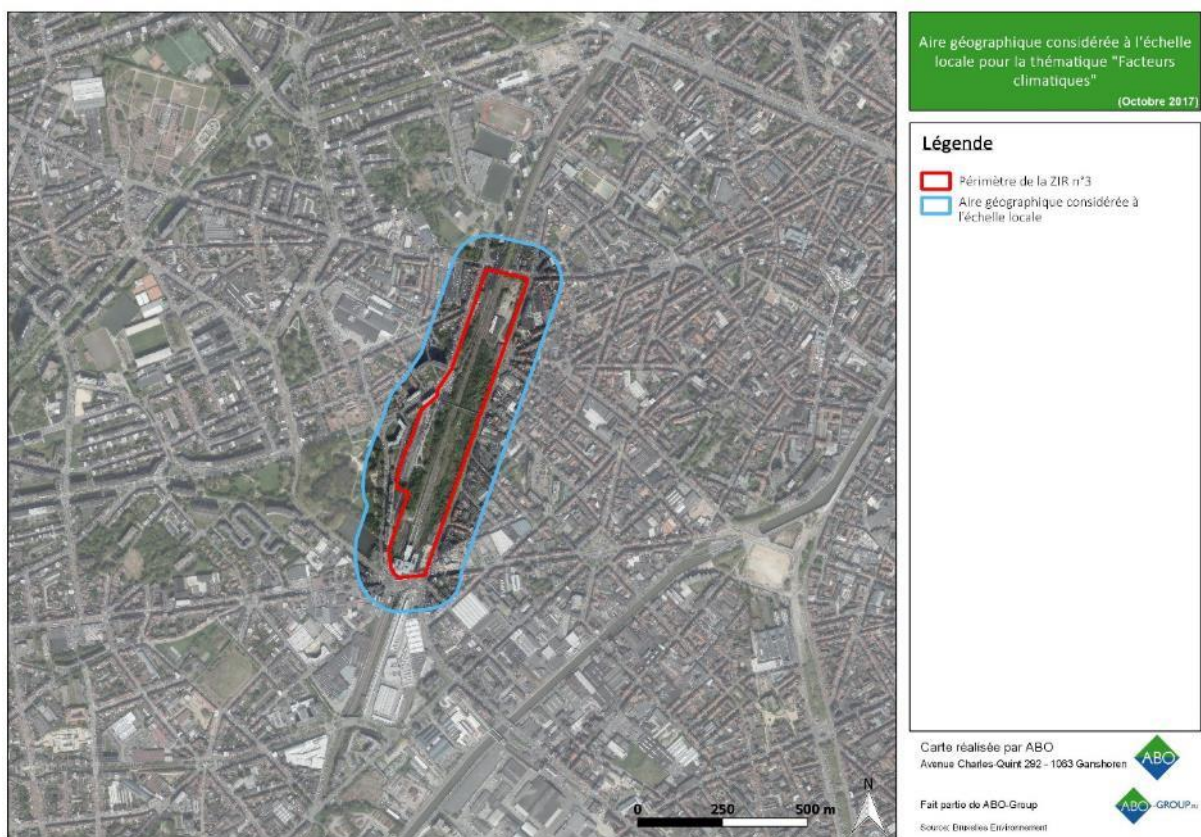 Aire géographique considérée à l'échelle
locale pour la thématique "Facteurs
climatiques"
(Octobre 2017)
Légende
Périmètre de la ZIR n°3
Aire géographique considérée à
l'échelle locale
N
0 250 500 m
Carte réalisée par ABO
Avenue Charles-Quint 292 - 1083 Ganshoren
ABO
Fait partie de ABO-Group
ABO-GROUP.EU
Source: Bruxelles Environnement